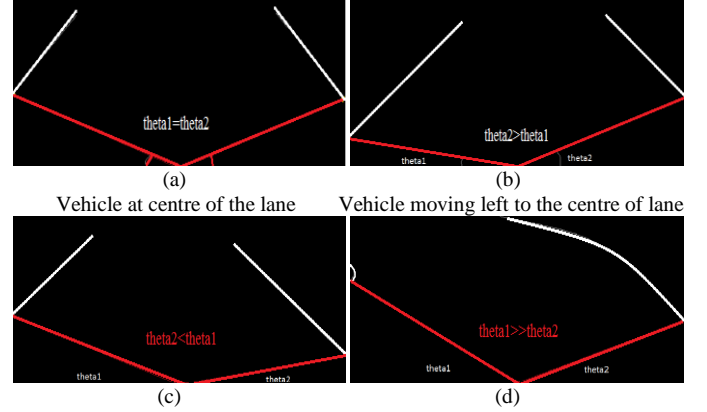 theta1=theta2
theta2>theta1
theta1
theta2
(a)
(b)
Vehicle at centre of the lane
Vehicle moving left to the centre of lane
theta2<theta1
theta1>>theta2
theta1
theta2
theta1
theta2
(c)
(d)